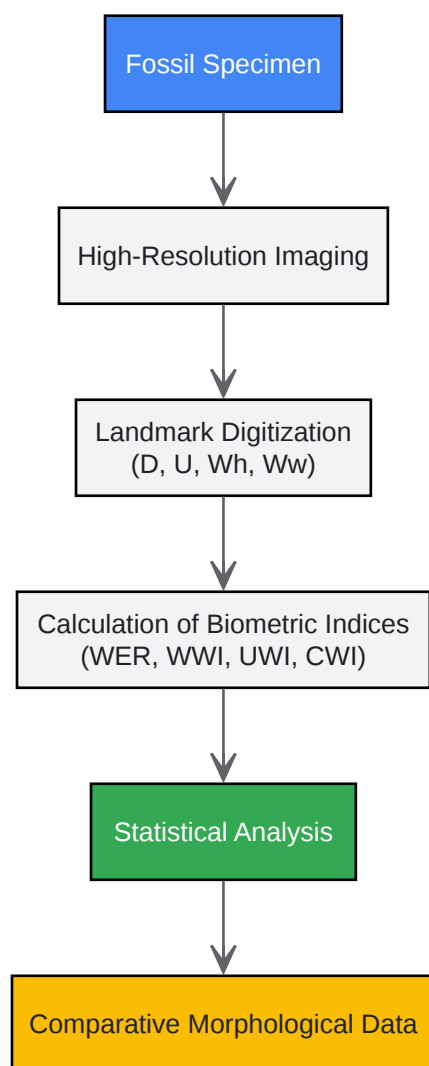 Fossil Specimen
High-Resolution Imaging
Landmark Digitization
(D, U, Wh, Ww)
Calculation of Biometric Indices
(WER, WWI, UWI, CWI)
Statistical Analysis
Comparative Morphological Data